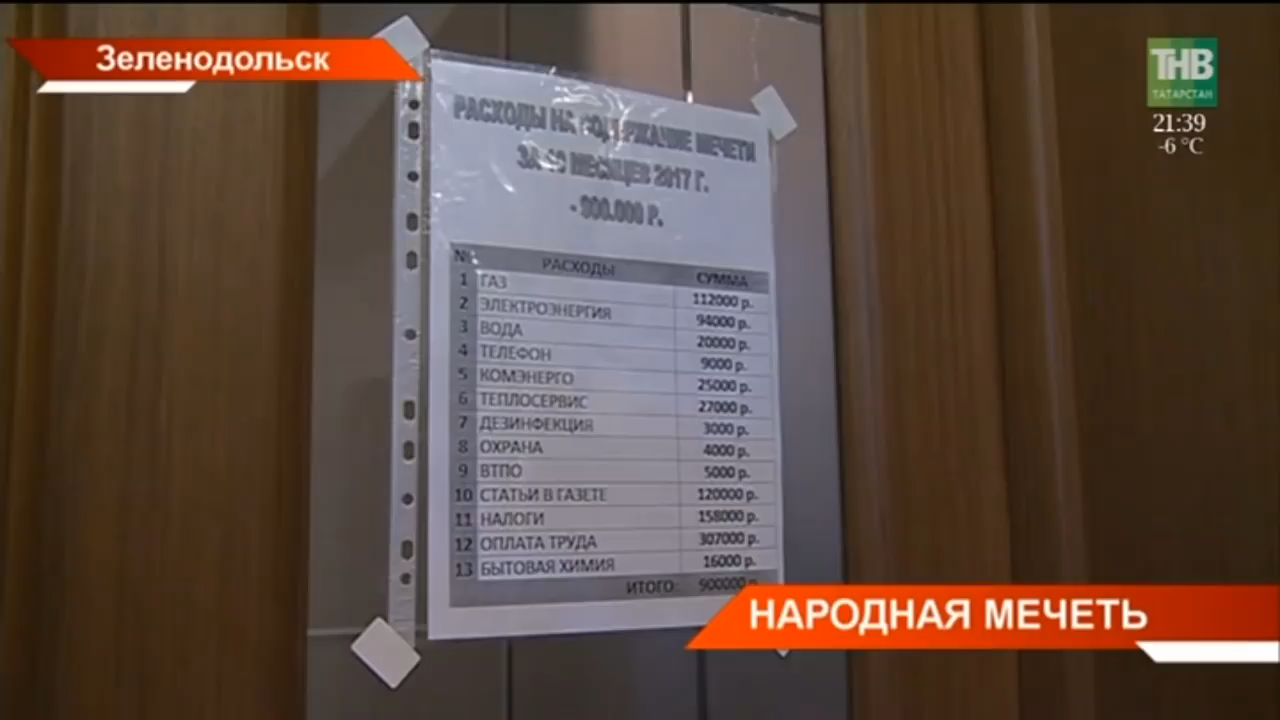 Зеленодольск
ТНВ
ТАТАРСТАН
21:39
-6 °C
РАСХОДЫ НА СОДЕРЖАНИЕ МЕЧЕТИ
ЗА 10 МЕСЯЦЕВ 2017 Г.
- 900.000 Р.
№ РАСХОДЫ СУММА
1 ГАЗ 112000 р.
2 ЭЛЕКТРОЭНЕРГИЯ 94000 р.
3 ВОДА 20000 р.
4 ТЕЛЕФОН 9000 р.
5 КОМЭНЕРГО 25000 р.
6 ТЕПЛОСЕРВИС 27000 р.
7 ДЕЗИНФЕКЦИЯ 3000 р.
8 ОХРАНА 4000 р.
9 ВТПО 5000 р.
10 СТАТЬИ В ГАЗЕТЕ 120000 р.
11 НАЛОГИ 158000 р.
12 ОПЛАТА ТРУДА 307000 р.
13 БЫТОВАЯ ХИМИЯ 16000 р.
ИТОГО: 900000 р.
НАРОДНАЯ МЕЧЕТЬ